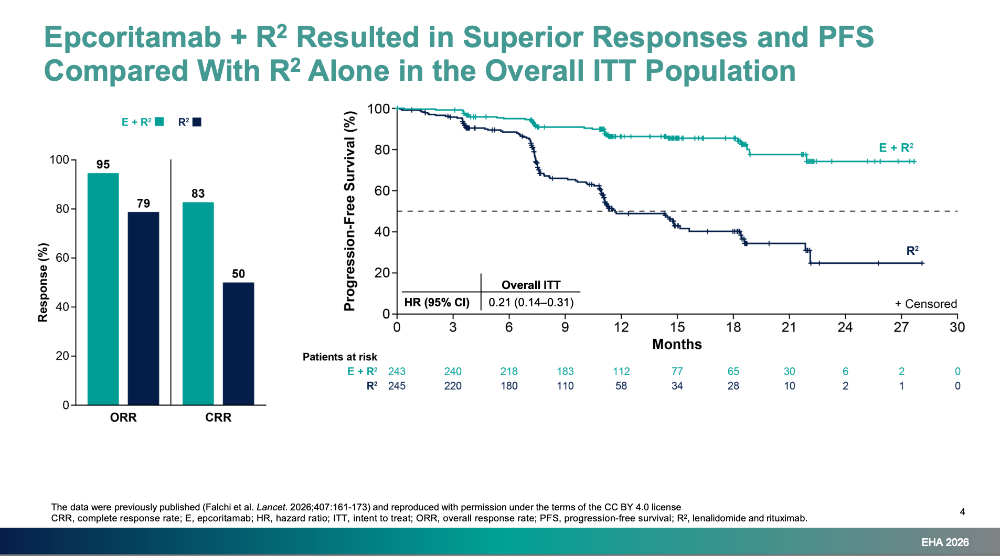 Epcoritamab + R² Resulted in Superior Responses and PFS
Compared With R² Alone in the Overall ITT Population
E + R²
R²
Response (%)
100
80
60
40
20
0
95
79
83
50
ORR
CRR
Progression-Free Survival (%)
100
80
60
40
20
0
E + R²
R²
Overall ITT
HR (95% CI) 0.21 (0.14–0.31)
+ Censored
0 3 6 9 12 15 18 21 24 27 30
Months
Patients at risk
E + R² 243 240 218 183 112 77 65 30 6 2 0
R² 245 220 180 110 58 34 28 10 2 1 0
The data were previously published (Falchi et al. Lancet. 2026;407:161-173) and reproduced with permission under the terms of the CC BY 4.0 license
CRR, complete response rate; E, epcoritamab; HR, hazard ratio; ITT, intent to treat; ORR, overall response rate; PFS, progression-free survival; R², lenalidomide and rituximab.
4
EHA 2026